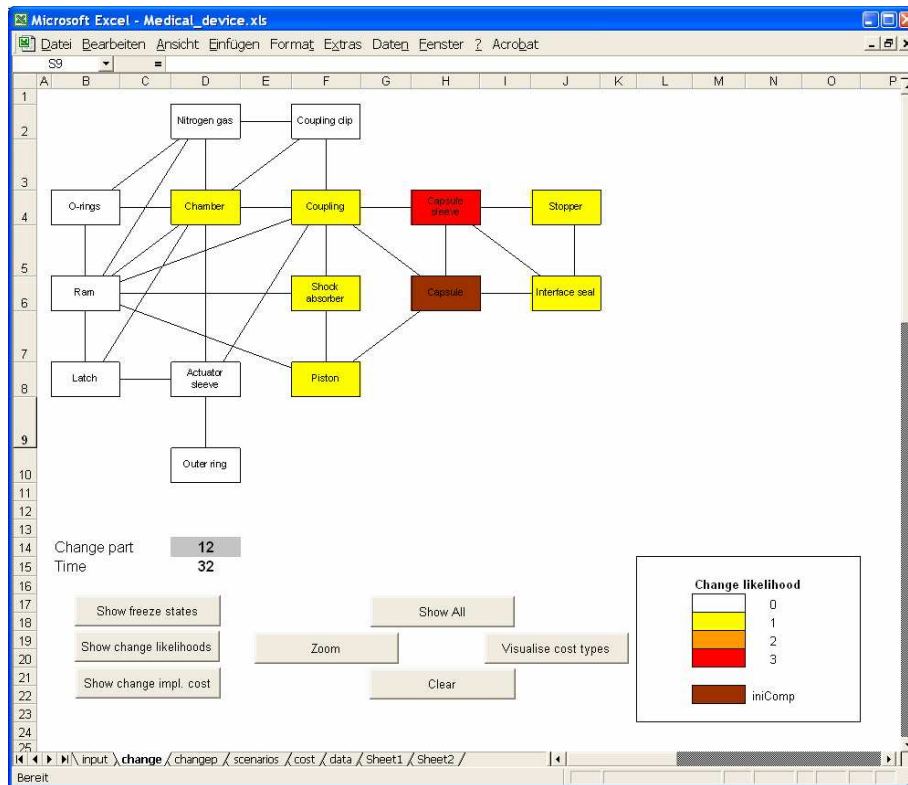 Microsoft Excel - Medical_device.xls
Datei Bearbeiten Ansicht Einfügen Format Extras Daten Fenster ? Acrobat
S9 =
A B C D E F G H I J K L M N O P
1
2 Nitrogen gas Coupling clip
3
4 O-rings Chamber Coupling Capsule sleeve Stopper
5
6 Ram Shock absorber Capsule Interface seal
7
8 Latch Actuator sleeve Piston
9
10 Outer ring
11
12
13
14 Change part 12
15 Time 32
16 Change likelihood
17 Show freeze states Show All 0
18 1
19 Show change likelihoods Zoom Visualise cost types 2
20 3
21 Show change impl. cost Clear
22 iniComp
23
24
25
input change changep scenarios cost data Sheet1 Sheet2
Bereit